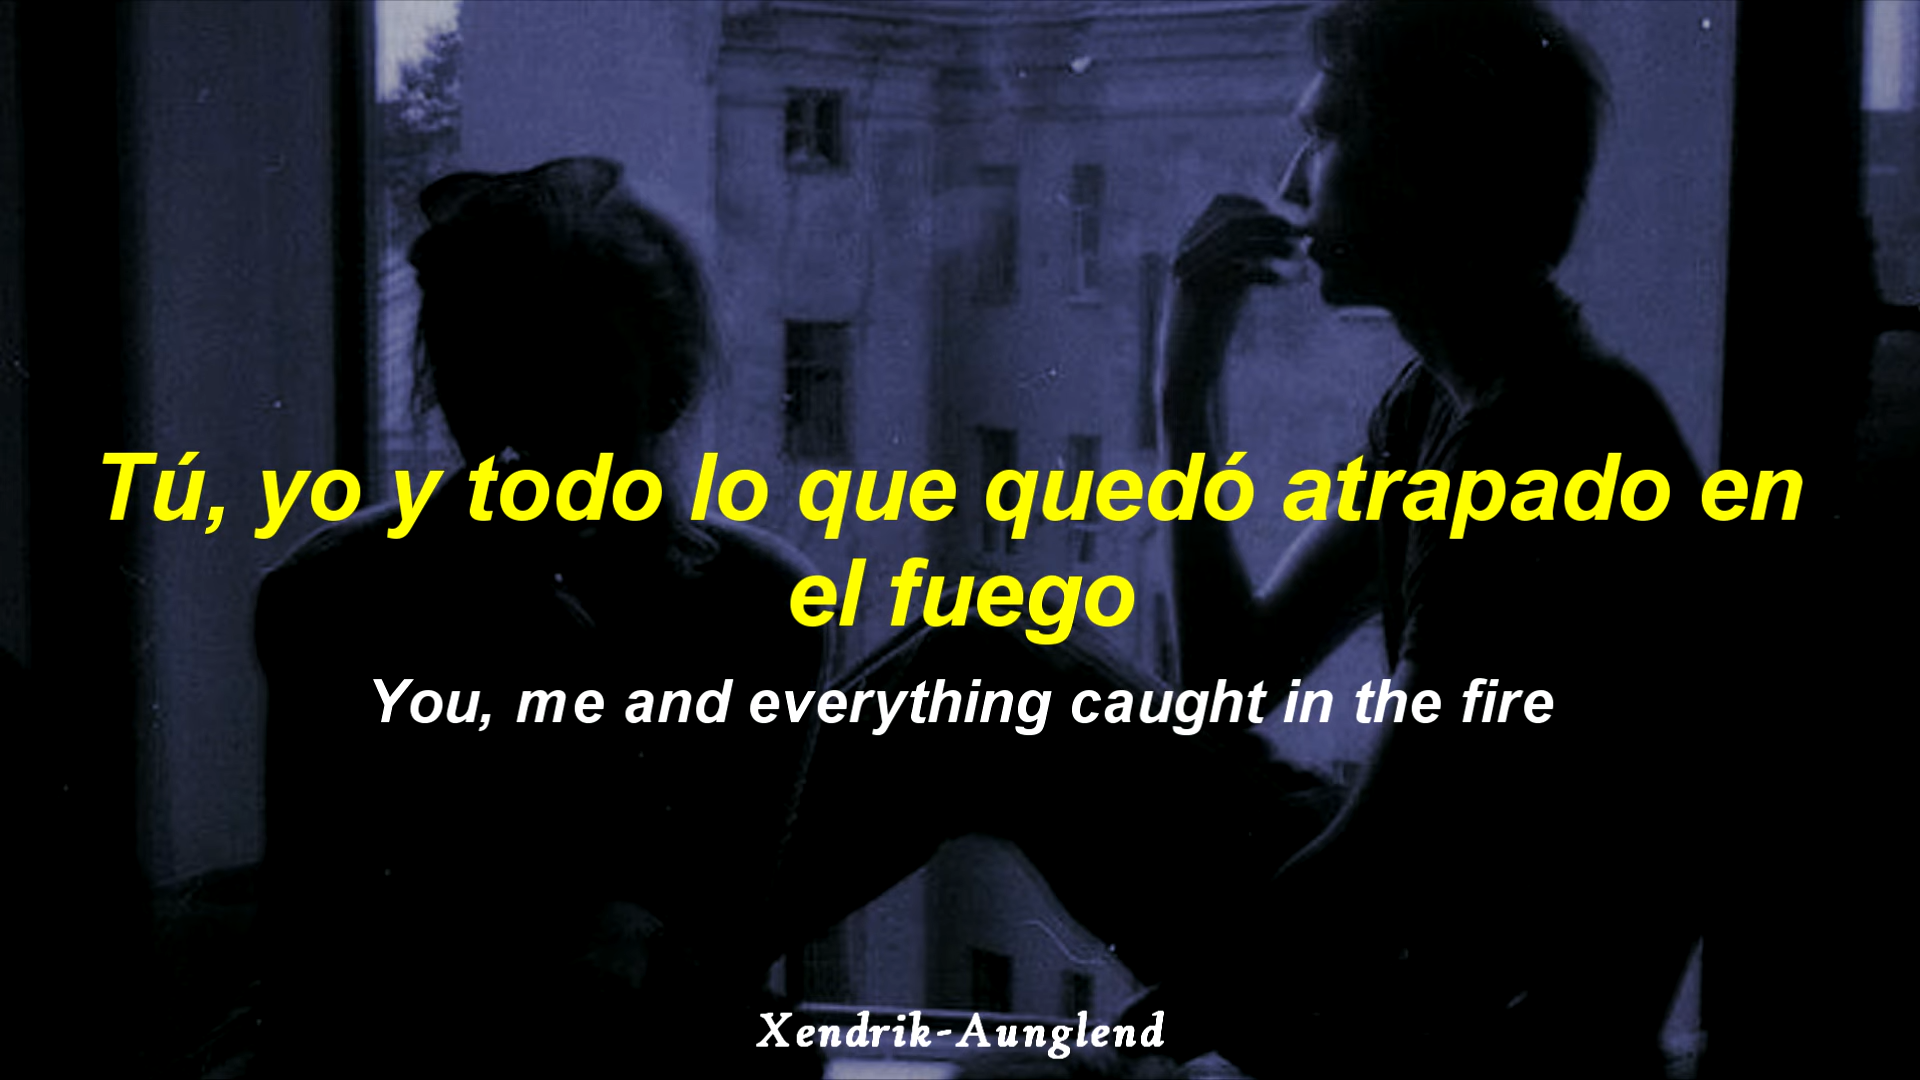 Tú, yo y todo lo que quedó atrapado en
el fuego
You, me and everything caught in the fire
Xendrik-Aunglend